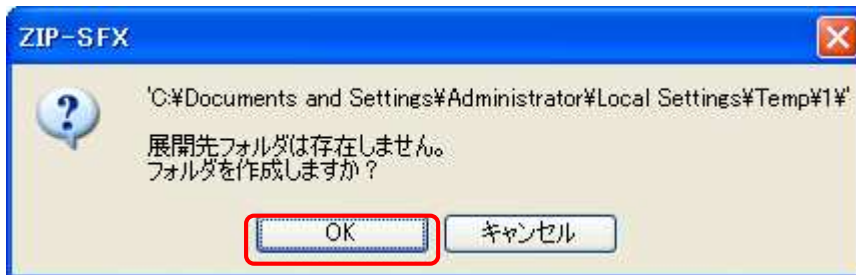 ZIP-SFX
'C:¥Documents and Settings¥Administrator¥Local Settings¥Temp¥1¥'
展開先フォルダは存在しません。
フォルダを作成しますか？
OK キャンセル